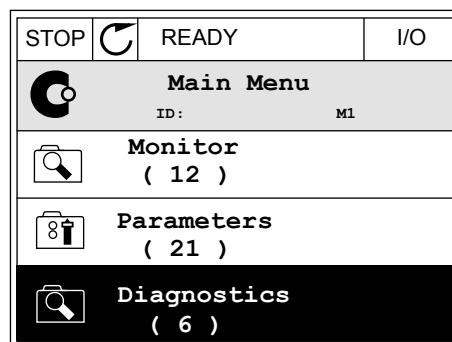 STOP READY I/O
Main Menu
ID: M1
Monitor
( 12 )
Parameters
( 21 )
Diagnostics
( 6 )